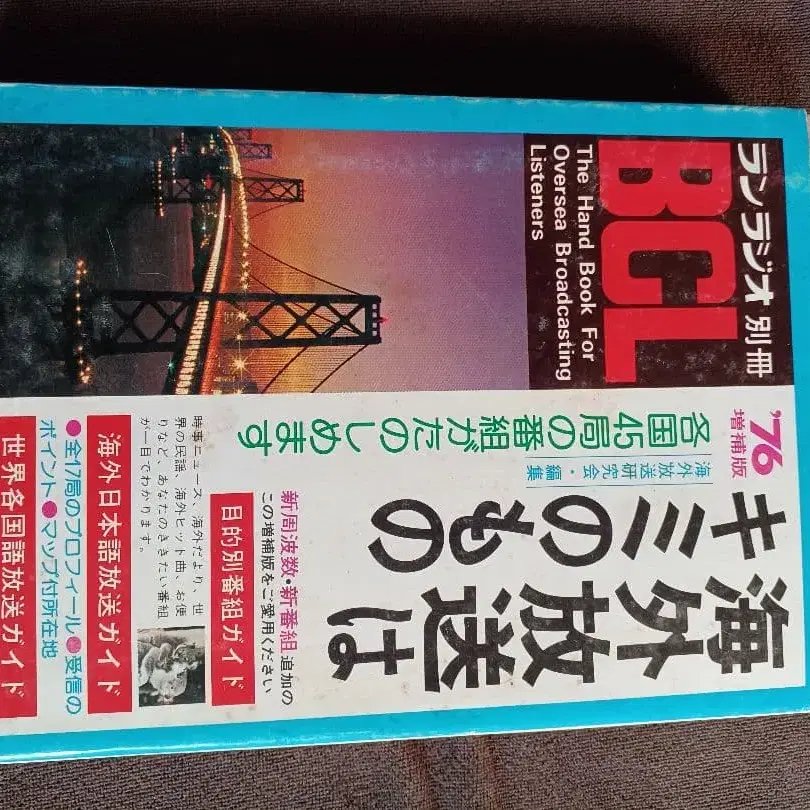 ランラジオ 別冊
BCL
The Hand Book For
Oversea Broadcasting
Listeners
'76
増補版
海外放送は
キミのもの
海外放送研究会・編集
各国45局の番組がたのしめます
新周波数・新番組 追加の
この増補版をご愛用ください
目的別番組ガイド
時事ニュース、海外だより、世
界の民謡、海外ヒット曲、お便
りなど、あなたのききたい番組
が一目でわかります。
海外日本語放送ガイド
●全17局のプロフィール●受信の
ポイント●マップ付所在地
世界各国語放送ガイド